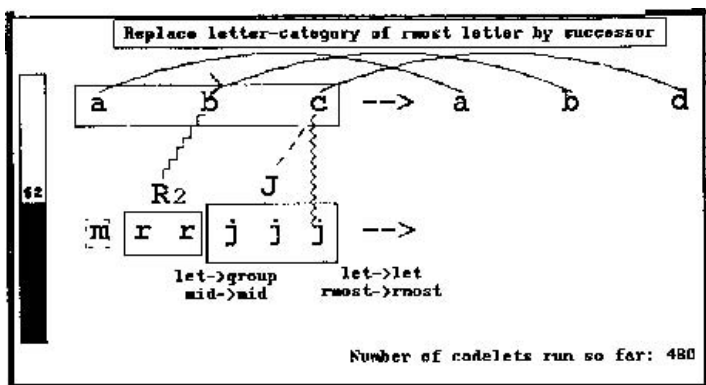 Replace letter-category of rmost letter by successor
a b c --> a b d
62
R2 J
m r r j j j -->
let->group let->let
mid->mid rmost->rmost
Number of codelets run so far: 480